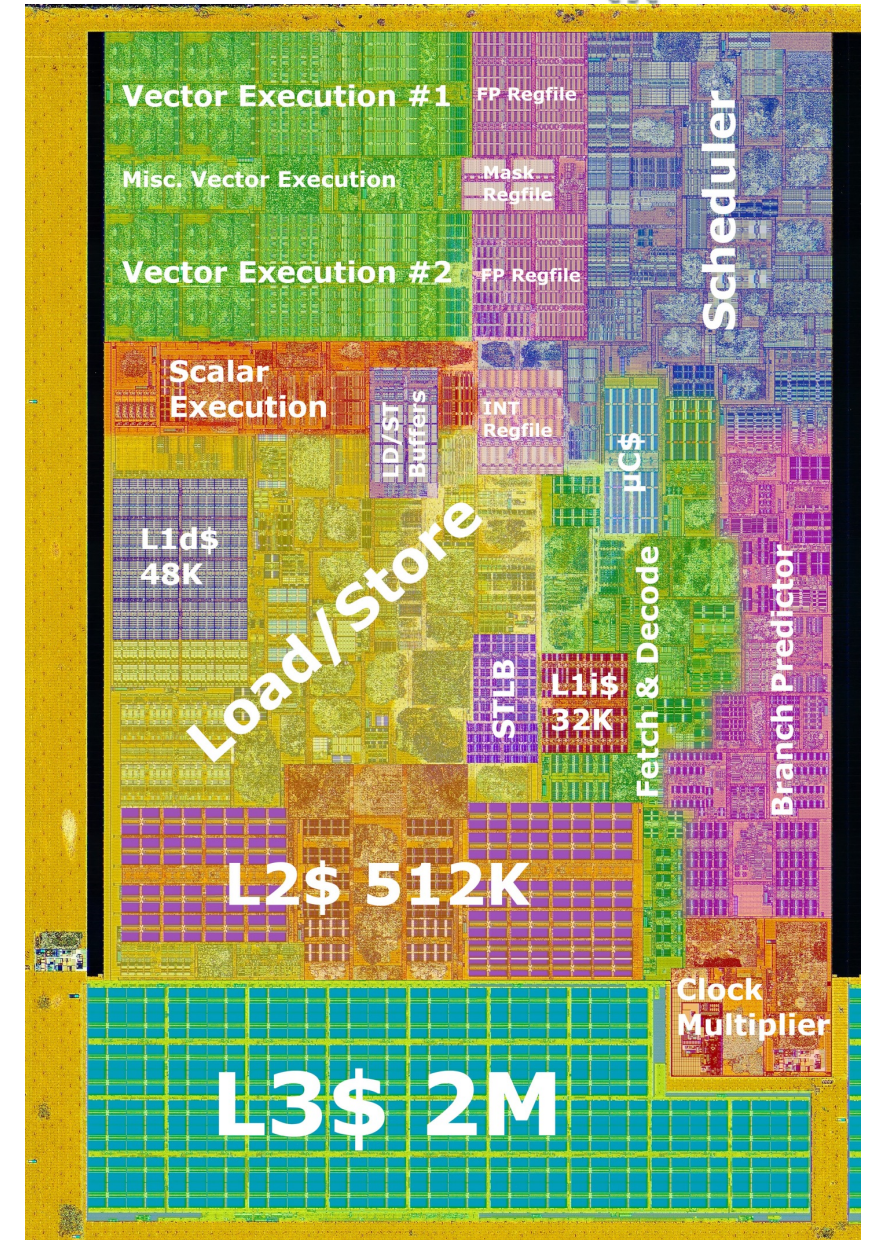 Vector Execution #1
FP Regfile
Scheduler
Misc. Vector Execution
Mask
Regfile
Vector Execution #2
FP Regfile
Scalar
Execution
LD/ST
Buffers
INT
Regfile
μC$
L1d$
48K
Load/Store
STLB
L1i$
32K
Fetch & Decode
Branch Predictor
L2$ 512K
Clock
Multiplier
L3$ 2M